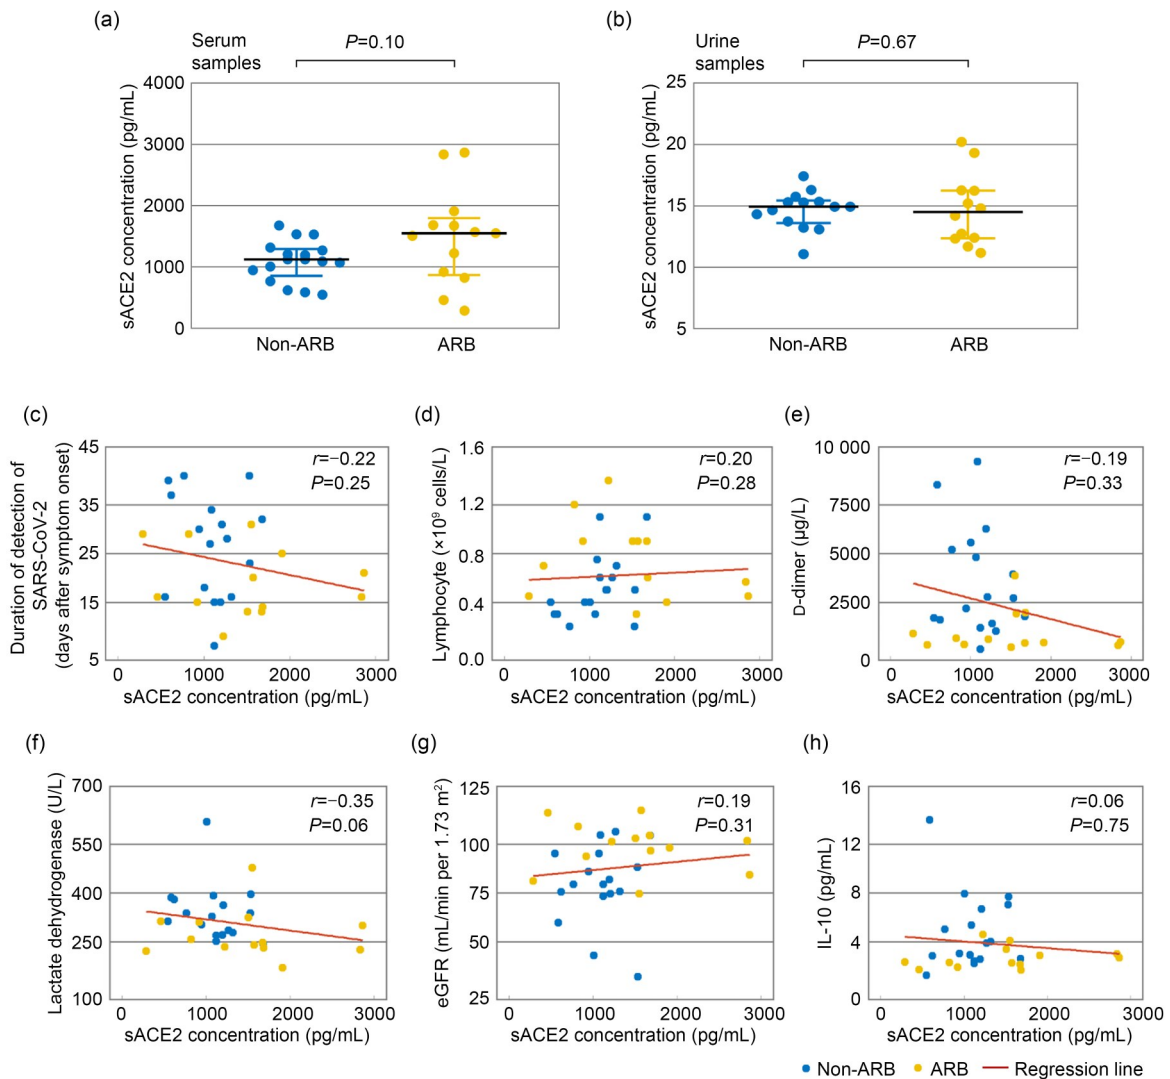 (a)
Serum
samples
P=0.10
sACE2 concentration (pg/mL)
4000
3000
2000
1000
0
Non-ARB
ARB
(b)
Urine
samples
P=0.67
sACE2 concentration (pg/mL)
25
20
15
10
5
Non-ARB
ARB
(c)
Duration of detection of
SARS-CoV-2
(days after symptom onset)
45
35
25
15
5
r=−0.22
P=0.25
0 1000 2000 3000
sACE2 concentration (pg/mL)
(d)
Lymphocyte (×10⁹ cells/L)
1.6
1.2
0.8
0.4
0.0
r=0.20
P=0.28
0 1000 2000 3000
sACE2 concentration (pg/mL)
(e)
D-dimer (µg/L)
10 000
7500
5000
2500
0
r=−0.19
P=0.33
0 1000 2000 3000
sACE2 concentration (pg/mL)
(f)
Lactate dehydrogenase (U/L)
700
550
400
250
100
r=−0.35
P=0.06
0 1000 2000 3000
sACE2 concentration (pg/mL)
(g)
eGFR (mL/min per 1.73 m²)
125
100
75
50
25
r=0.19
P=0.31
0 1000 2000 3000
sACE2 concentration (pg/mL)
(h)
IL-10 (pg/mL)
16
12
8
4
0
r=0.06
P=0.75
0 1000 2000 3000
sACE2 concentration (pg/mL)
Non-ARB ARB Regression line